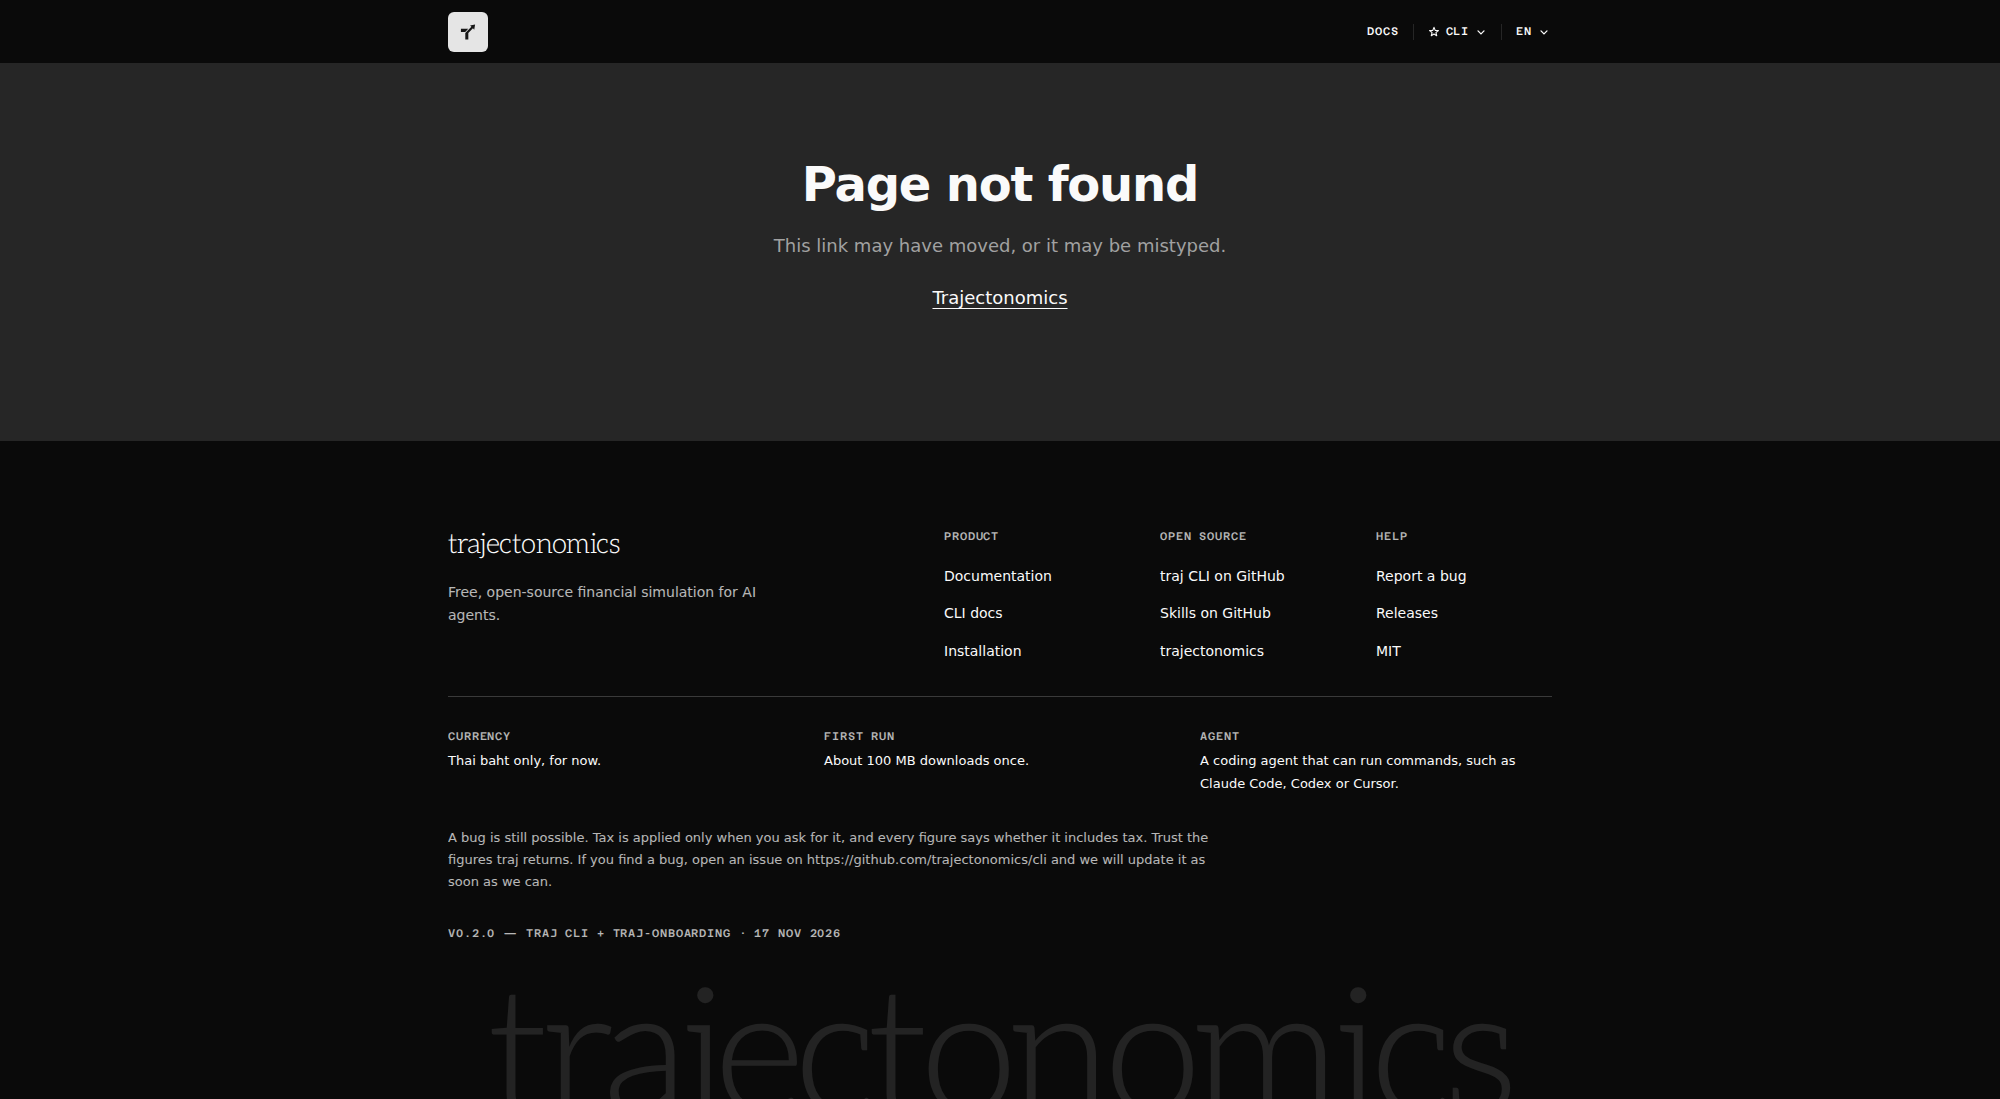 DOCS
CLI
EN
Page not found
This link may have moved, or it may be mistyped.
Trajectonomics
trajectonomics
Free, open-source financial simulation for AI
agents.
PRODUCT
Documentation
CLI docs
Installation
OPEN SOURCE
traj CLI on GitHub
Skills on GitHub
trajectonomics
HELP
Report a bug
Releases
MIT
CURRENCY
Thai baht only, for now.
FIRST RUN
About 100 MB downloads once.
AGENT
A coding agent that can run commands, such as
Claude Code, Codex or Cursor.
A bug is still possible. Tax is applied only when you ask for it, and every figure says whether it includes tax. Trust the
figures traj returns. If you find a bug, open an issue on https://github.com/trajectonomics/cli and we will update it as
soon as we can.
V0.2.0 — TRAJ CLI + TRAJ-ONBOARDING · 17 NOV 2026
trajectonomics